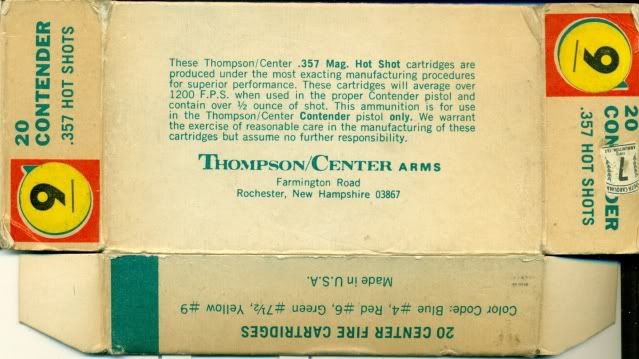 20
CONTENDER
.357 HOT SHOTS
9
These Thompson/Center .357 Mag. Hot Shot cartridges are
produced under the most exacting manufacturing procedures
for superior performance. These cartridges will average over
1200 F.P.S. when used in the proper Contender pistol and
contain over ½ ounce of shot. This ammunition is for use
in the Thompson/Center Contender pistol only. We warrant
the exercise of reasonable care in the manufacturing of these
cartridges but assume no further responsibility.
THOMPSON/CENTER ARMS
Farmington Road
Rochester, New Hampshire 03867
9
20
CONTENDER
.357 HOT SHOTS
7
20 CENTER FIRE CARTRIDGES
Color Code: Blue #4, Red #6, Green #7½, Yellow #9
Made in U.S.A.